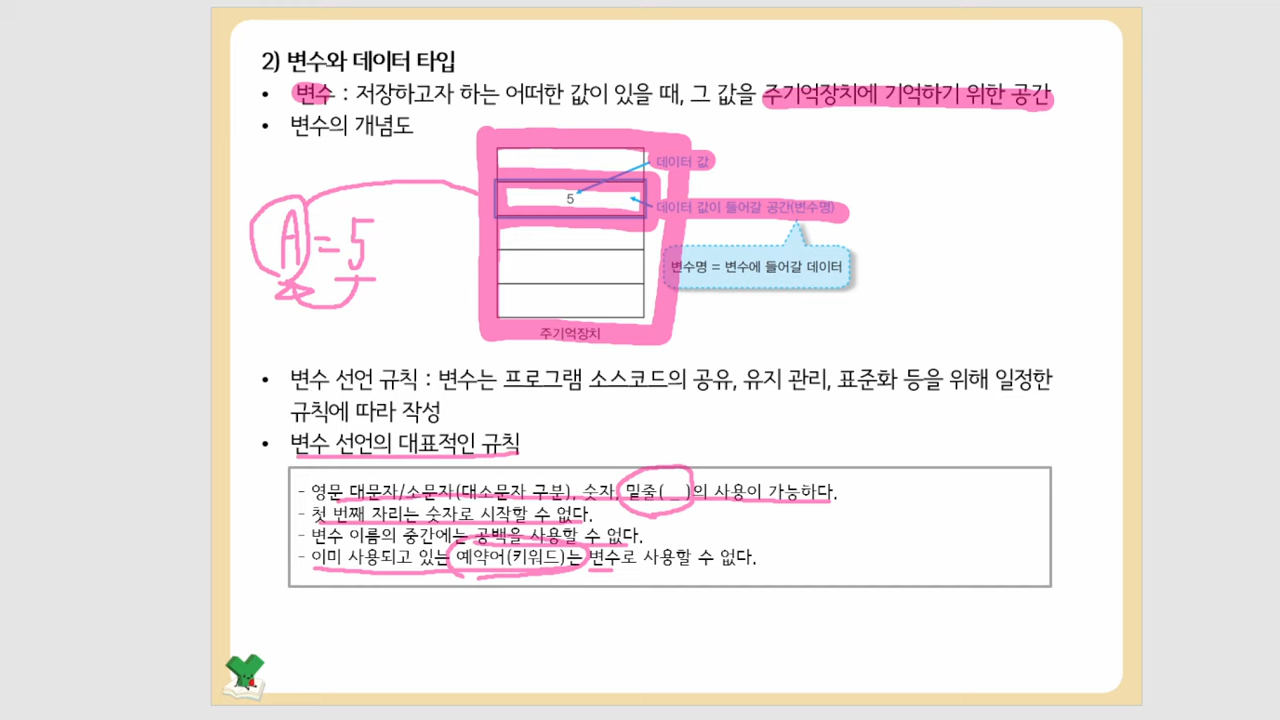 2) 변수와 데이터 타입
• 변수 : 저장하고자 하는 어떠한 값이 있을 때, 그 값을 주기억장치에 기억하기 위한 공간
• 변수의 개념도
데이터 값
5
데이터 값이 들어갈 공간(변수명)
A = 5
변수명 = 변수에 들어갈 데이터
주기억장치
• 변수 선언 규칙 : 변수는 프로그램 소스코드의 공유, 유지 관리, 표준화 등을 위해 일정한
규칙에 따라 작성
• 변수 선언의 대표적인 규칙
- 영문 대문자/소문자(대소문자 구분), 숫자, 밑줄( _ )의 사용이 가능하다.
- 첫 번째 자리는 숫자로 시작할 수 없다.
- 변수 이름의 중간에는 공백을 사용할 수 없다.
- 이미 사용되고 있는 예약어(키워드)는 변수로 사용할 수 없다.